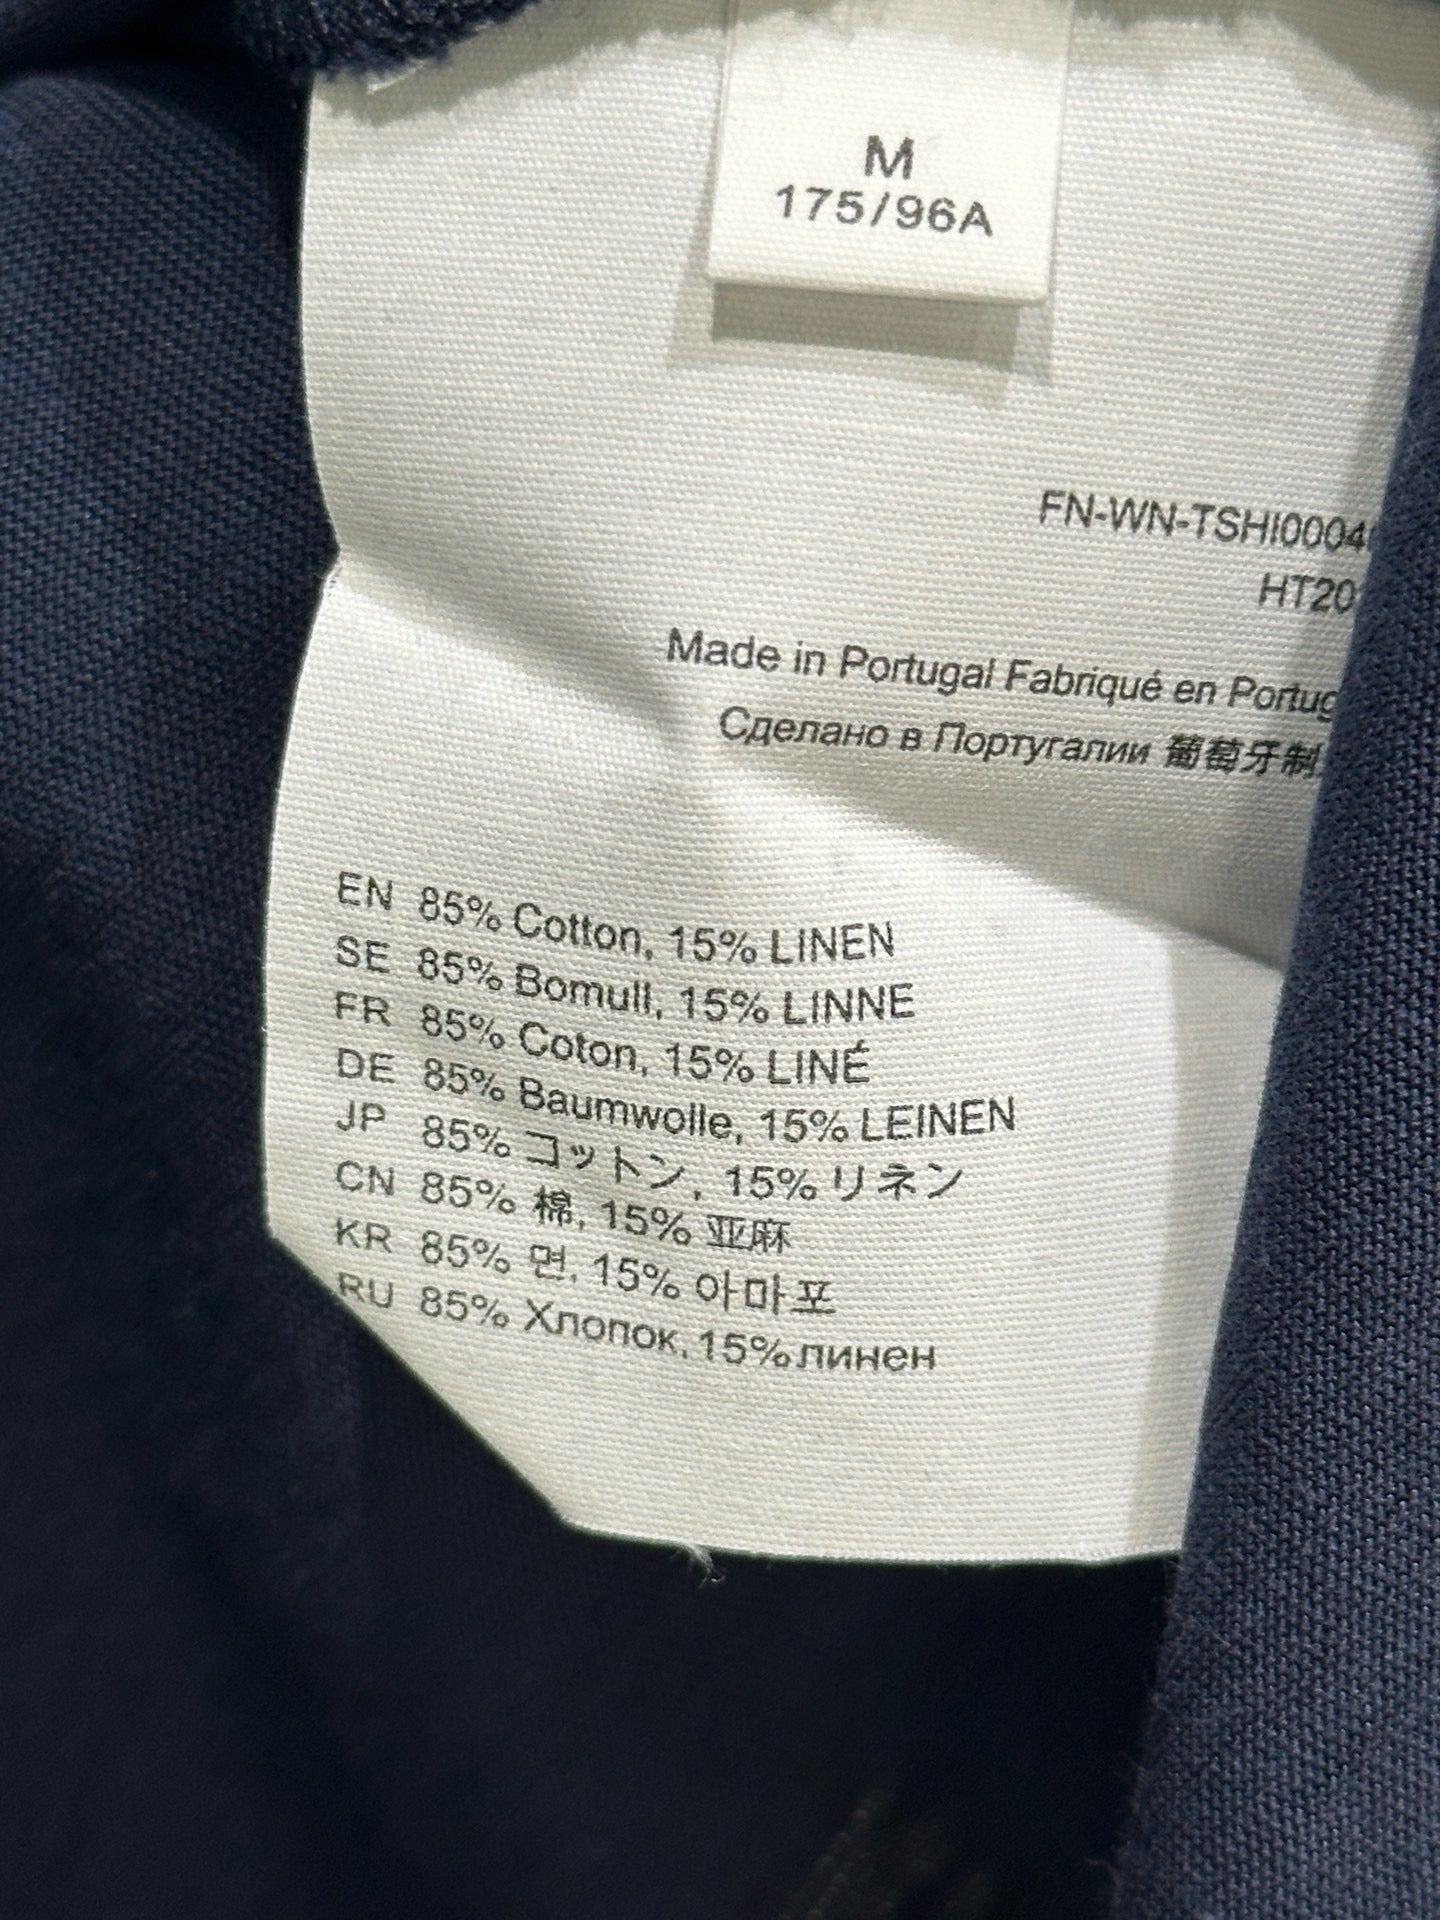 M
175/96A
FN-WN-TSHI0004
HT20
Made in Portugal Fabriqué en Portug
Сделано в Португалии 葡萄牙制
EN 85% Cotton, 15% LINEN
SE 85% Bomull, 15% LINNE
FR 85% Coton, 15% LINÉ
DE 85% Baumwolle, 15% LEINEN
JP 85% コットン, 15% リネン
CN 85% 棉, 15% 亚麻
KR 85% 면, 15% 아마포
RU 85% Хлопок, 15%линен